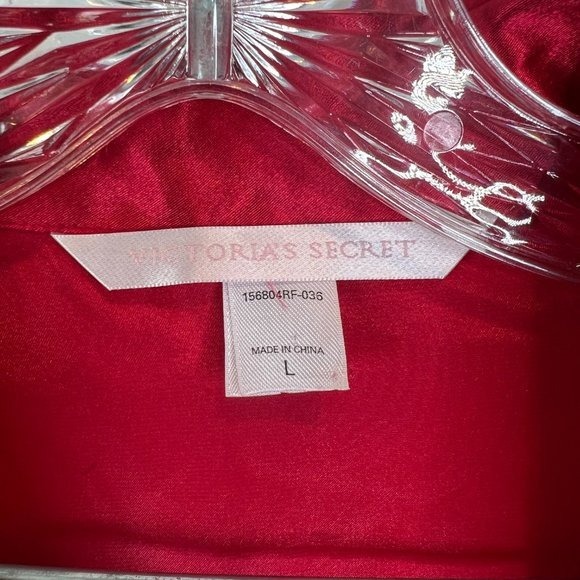 VICTORIA'S SECRET
156804RF-036
MADE IN CHINA
L